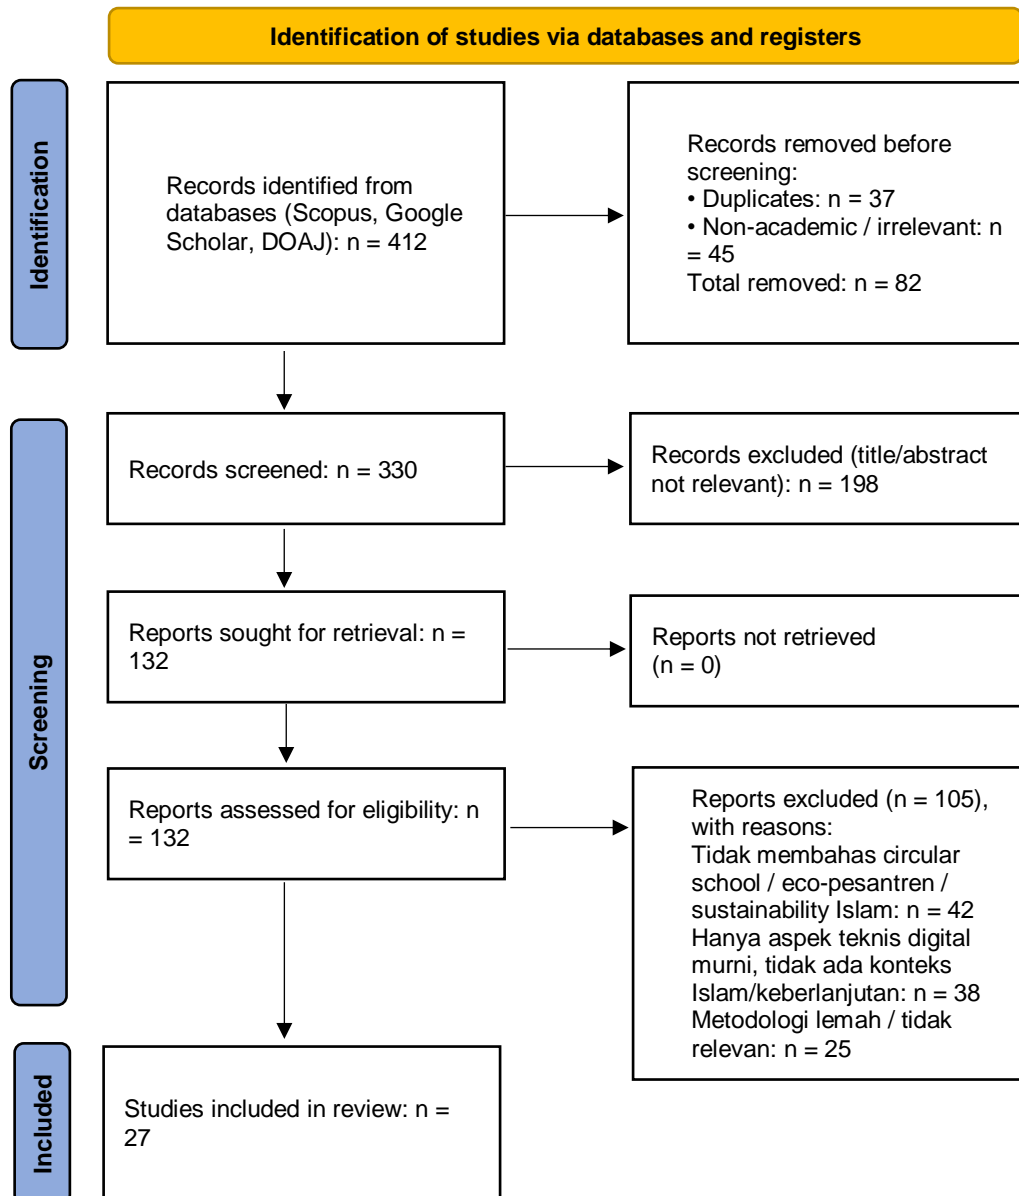 Identification of studies via databases and registers
Identification
Records identified from
databases (Scopus, Google
Scholar, DOAJ): n = 412
Records removed before
screening:
• Duplicates: n = 37
• Non-academic / irrelevant: n
= 45
Total removed: n = 82
Screening
Records screened: n = 330
Records excluded (title/abstract
not relevant): n = 198
Reports sought for retrieval: n =
132
Reports not retrieved
(n = 0)
Reports assessed for eligibility: n
= 132
Reports excluded (n = 105),
with reasons:
Tidak membahas circular
school / eco-pesantren /
sustainability Islam: n = 42
Hanya aspek teknis digital
murni, tidak ada konteks
Islam/keberlanjutan: n = 38
Metodologi lemah / tidak
relevan: n = 25
Included
Studies included in review: n =
27